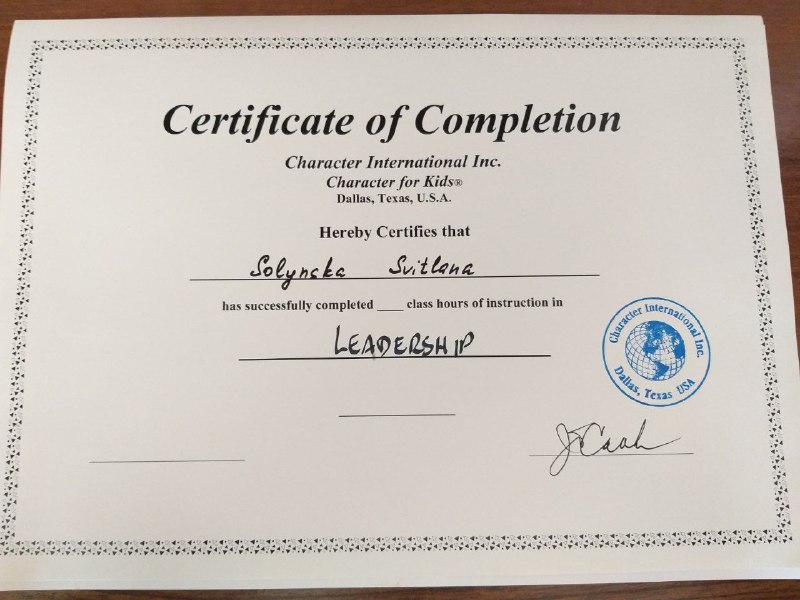 Certificate of Completion
Character International Inc.
Character for Kids®
Dallas, Texas, U.S.A.
Hereby Certifies that
Solynska Svitlana
has successfully completed ____ class hours of instruction in
LEADERSHIP
Character International Inc.
Dallas, Texas USA